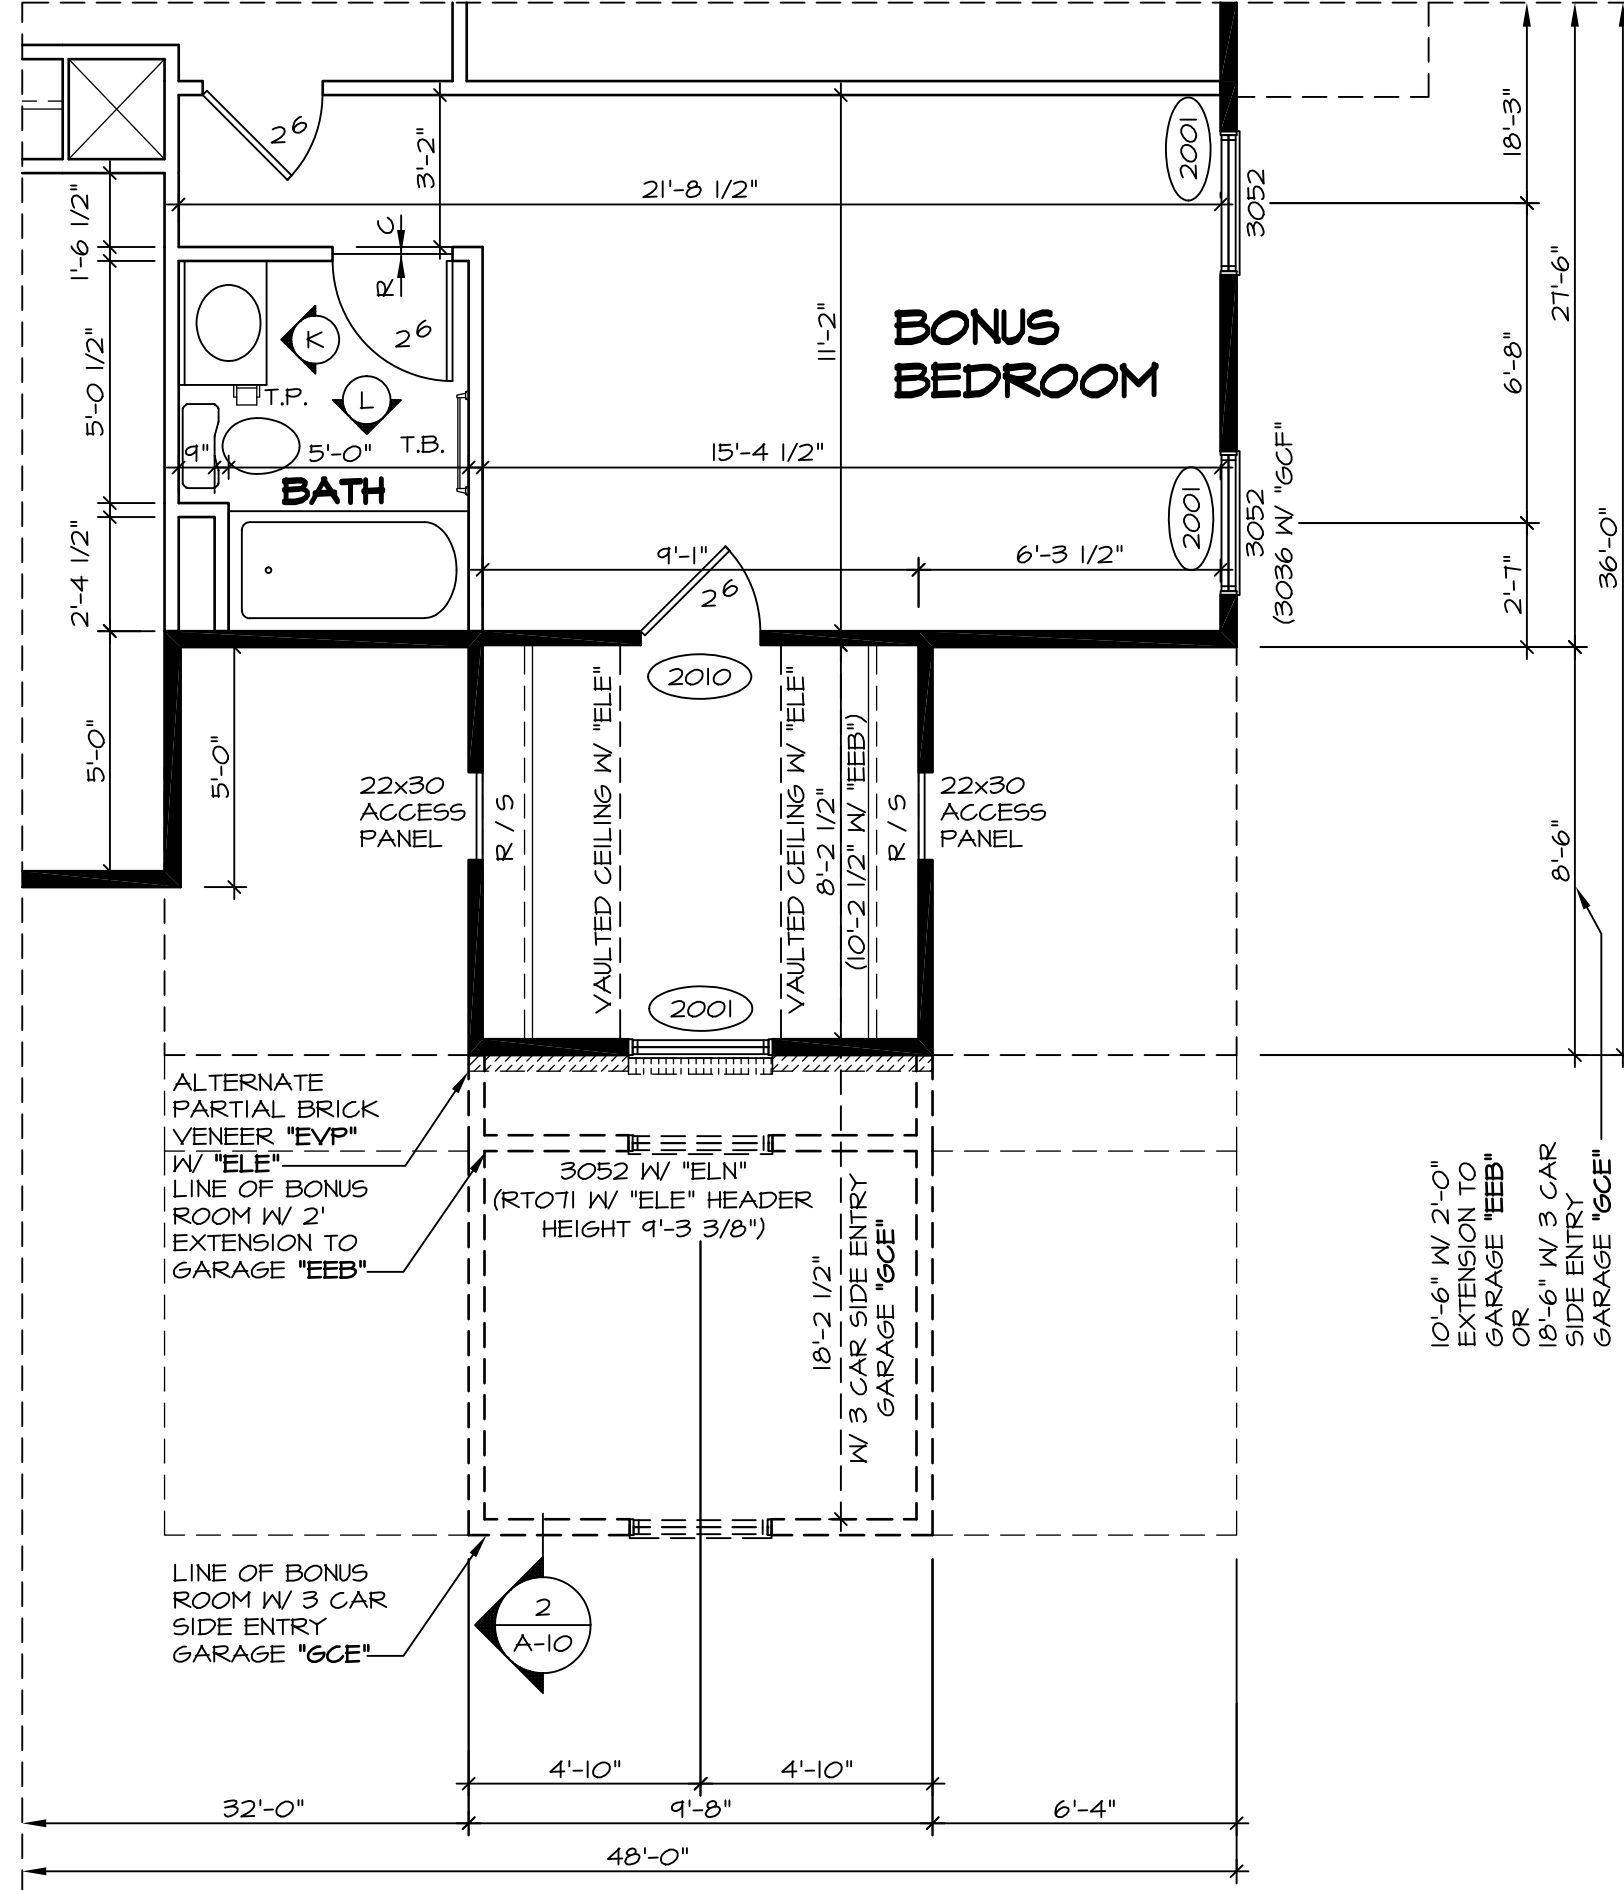 2 6
3'-2"
21'-8 1/2"
2001
3052
18'-3"
27'-6"
1'-6 1/2"
C
R
K
2 6
11'-2"
BONUS
BEDROOM
6'-8"
5'-0 1/2"
T.P.
L
T.B.
9"
5'-0"
BATH
15'-4 1/2"
2001
3052
(3036 W/ "GCF"
36'-0"
2'-4 1/2"
9'-1"
2 6
6'-3 1/2"
2'-7"
2010
5'-0"
5'-0"
22x30
ACCESS
PANEL
R / S
VAULTED CEILING W/ "ELE"
VAULTED CEILING W/ "ELE"
8'-2 1/2"
(10'-2 1/2" W/ "EEB")
R / S
22x30
ACCESS
PANEL
8'-6"
2001
ALTERNATE
PARTIAL BRICK
VENEER "EVP"
W/ "ELE"
LINE OF BONUS
ROOM W/ 2'
EXTENSION TO
GARAGE "EEB"
3052 W/ "ELN"
(RT071 W/ "ELE" HEADER
HEIGHT 9'-3 3/8")
18'-2 1/2"
W/ 3 CAR SIDE ENTRY
GARAGE "GCE"
10'-6" W/ 2'-0"
EXTENSION TO
GARAGE "EEB"
OR
18'-6" W/ 3 CAR
SIDE ENTRY
GARAGE "GCE"
LINE OF BONUS
ROOM W/ 3 CAR
SIDE ENTRY
GARAGE "GCE"
2
A-10
4'-10"
4'-10"
32'-0"
9'-8"
6'-4"
48'-0"